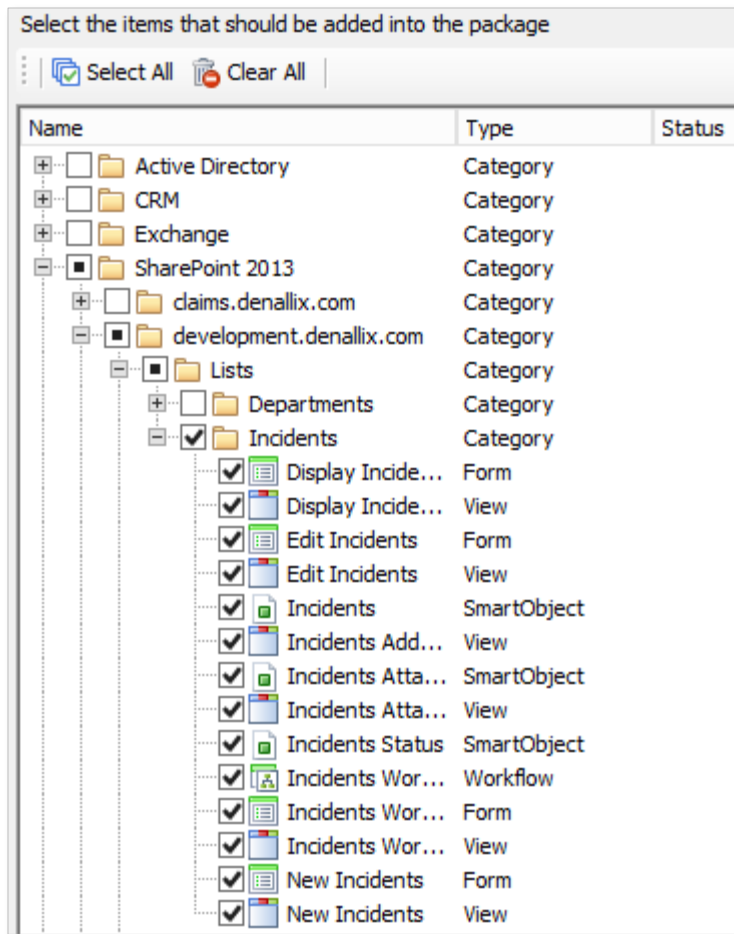 Select the items that should be added into the package
Select All Clear All
Name Type Status
Active Directory Category
CRM Category
Exchange Category
SharePoint 2013 Category
claims.denallix.com Category
development.denallix.com Category
Lists Category
Departments Category
Incidents Category
Display Incide... Form
Display Incide... View
Edit Incidents Form
Edit Incidents View
Incidents SmartObject
Incidents Add... View
Incidents Atta... SmartObject
Incidents Atta... View
Incidents Status SmartObject
Incidents Wor... Workflow
Incidents Wor... Form
Incidents Wor... View
New Incidents Form
New Incidents View